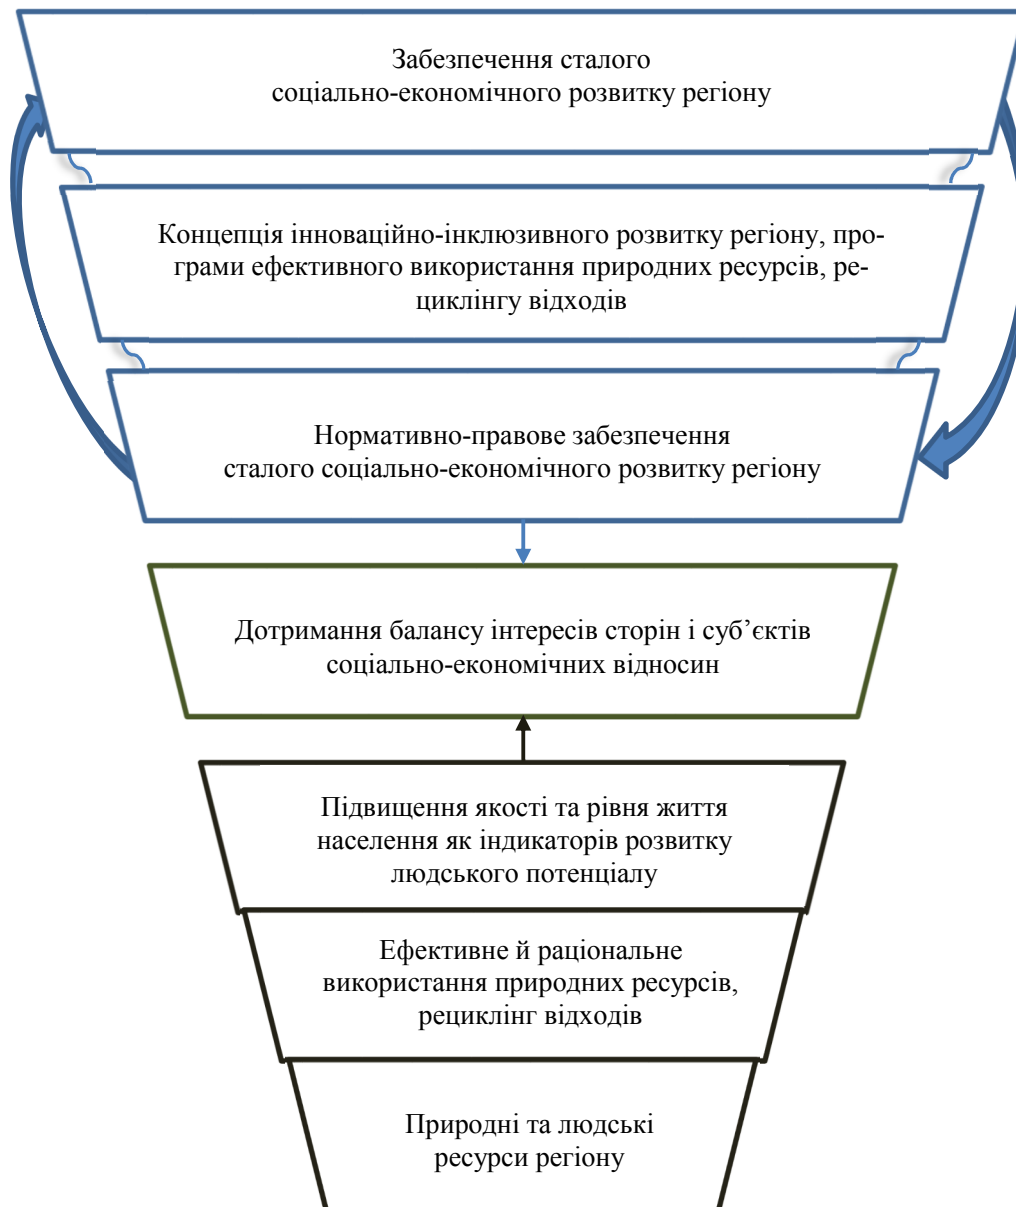 Забезпечення сталого
соціально-економічного розвитку регіону
Концепція інноваційно-інклюзивного розвитку регіону, про-
грами ефективного використання природних ресурсів, ре-
циклінгу відходів
Нормативно-правове забезпечення
сталого соціально-економічного розвитку регіону
Дотримання балансу інтересів сторін і суб’єктів
соціально-економічних відносин
Підвищення якості та рівня життя
населення як індикаторів розвитку
людського потенціалу
Ефективне й раціональне
використання природних ресурсів,
рециклінг відходів
Природні та людські
ресурси регіону